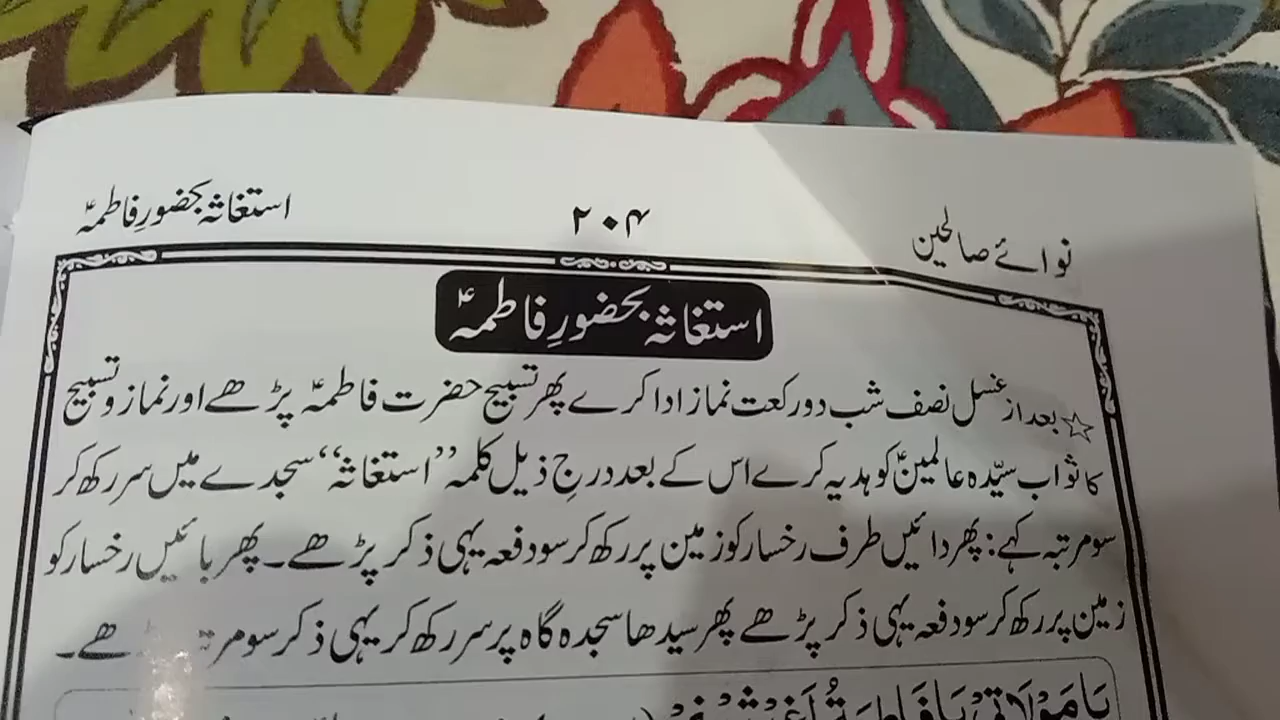 نوائے صالحین
۲۰۴
استغاثہ بحضورِ فاطمہؑ
استغاثہ بحضورِ فاطمہؑ
☆ بعد از غسل نصف شب دو رکعت نماز ادا کرے پھر تسبیح حضرت فاطمہؑ پڑھے اور نماز و تسبیح
کا ثواب سیّدہ عالمینؑ کو ہدیہ کرے اس کے بعد درجِ ذیل کلمہ ’’استغاثہ‘‘ سجدے میں سر رکھ کر
سو مرتبہ کہے: پھر دائیں طرف رخسار کو زمین پر رکھ کر سو دفعہ یہی ذکر پڑھے۔ پھر بائیں رخسار کو
زمین پر رکھ کر سو دفعہ یہی ذکر پڑھے پھر سیدھا سجدہ گاہ پر سر رکھ کر یہی ذکر سو مرتبہ پڑھے۔
يَا مَوْلَاتِيْ يَا فَاطِمَةُ اَغِيْثِيْنِيْ